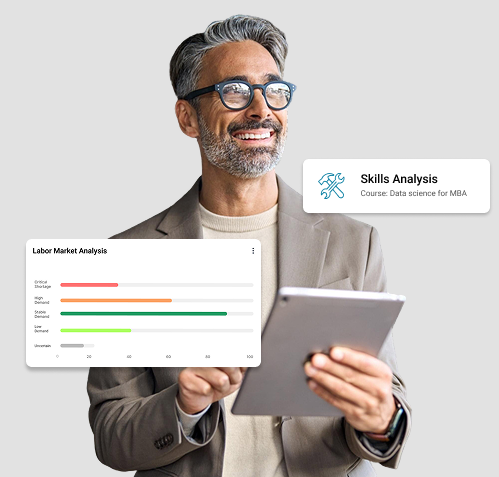 Skills Analysis
Course: Data science for MBA
Labor Market Analysis
Critical
Shortage
High
Demand
Stable
Demand
Low
Demand
Uncertain
0 20 40 60 80 100